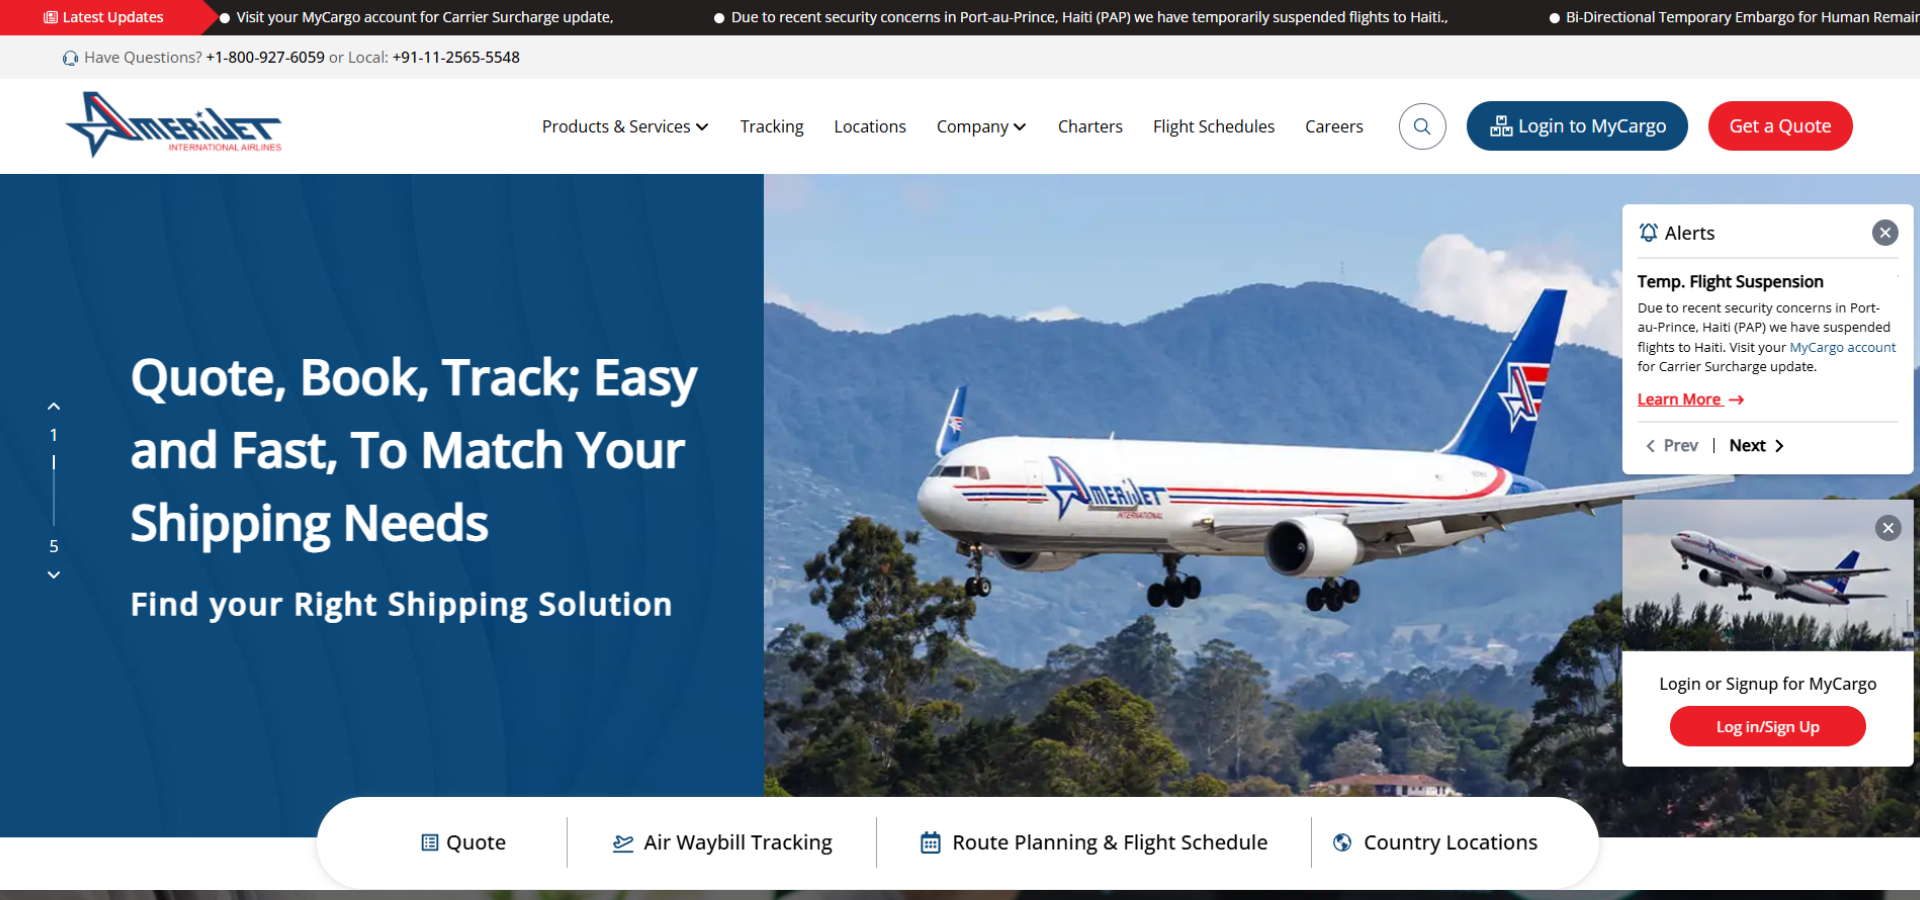 Latest Updates
Visit your MyCargo account for Carrier Surcharge update,
Due to recent security concerns in Port-au-Prince, Haiti (PAP) we have temporarily suspended flights to Haiti.,
Bi-Directional Temporary Embargo for Human
Have Questions? +1-800-927-6059 or Local: +91-11-2565-5548
AMERIJET
INTERNATIONAL AIRLINES
Products & Services
Tracking
Locations
Company
Charters
Flight Schedules
Careers
Login to MyCargo
Get a Quote
1
5
Quote, Book, Track; Easy
and Fast, To Match Your
Shipping Needs
Find your Right Shipping Solution
AMERIJET
INTERNATIONAL
Alerts
Temp. Flight Suspension
Due to recent security concerns in Port-
au-Prince, Haiti (PAP) we have suspended
flights to Haiti. Visit your MyCargo account
for Carrier Surcharge update.
Learn More
Prev | Next
Login or Signup for MyCargo
Log in/Sign Up
Quote
Air Waybill Tracking
Route Planning & Flight Schedule
Country Locations